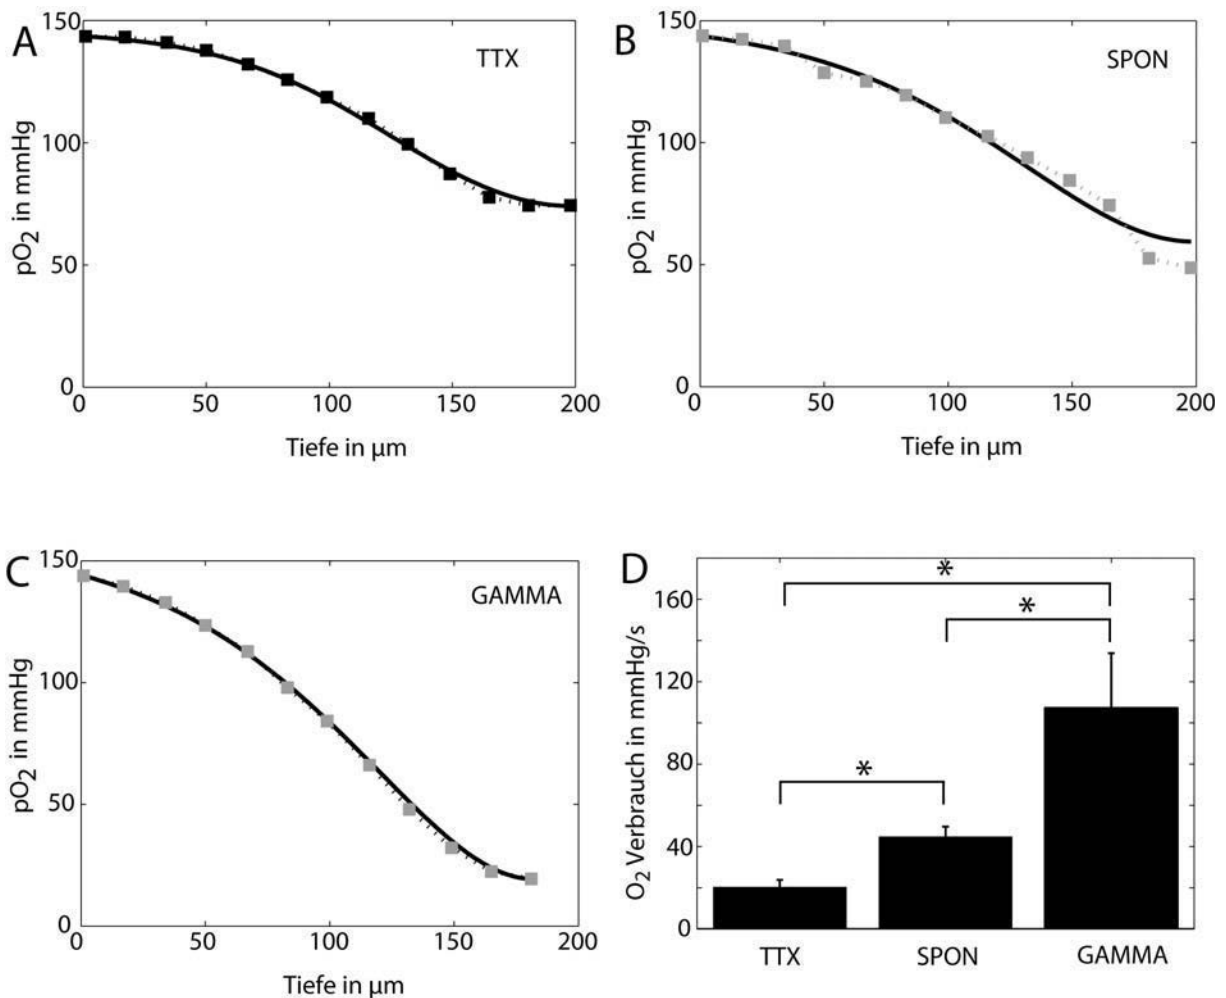 A
TTX
150
100
50
0
pO2 in mmHg
0 50 100 150 200
Tiefe in µm
B
SPON
150
100
50
0
pO2 in mmHg
50 100 150 200
Tiefe in µm
C
GAMMA
150
100
50
0
pO2 in mmHg
0 50 100 150 200
Tiefe in µm
D
*
*
*
160
120
80
40
0
O2 Verbrauch in mmHg/s
TTX SPON GAMMA